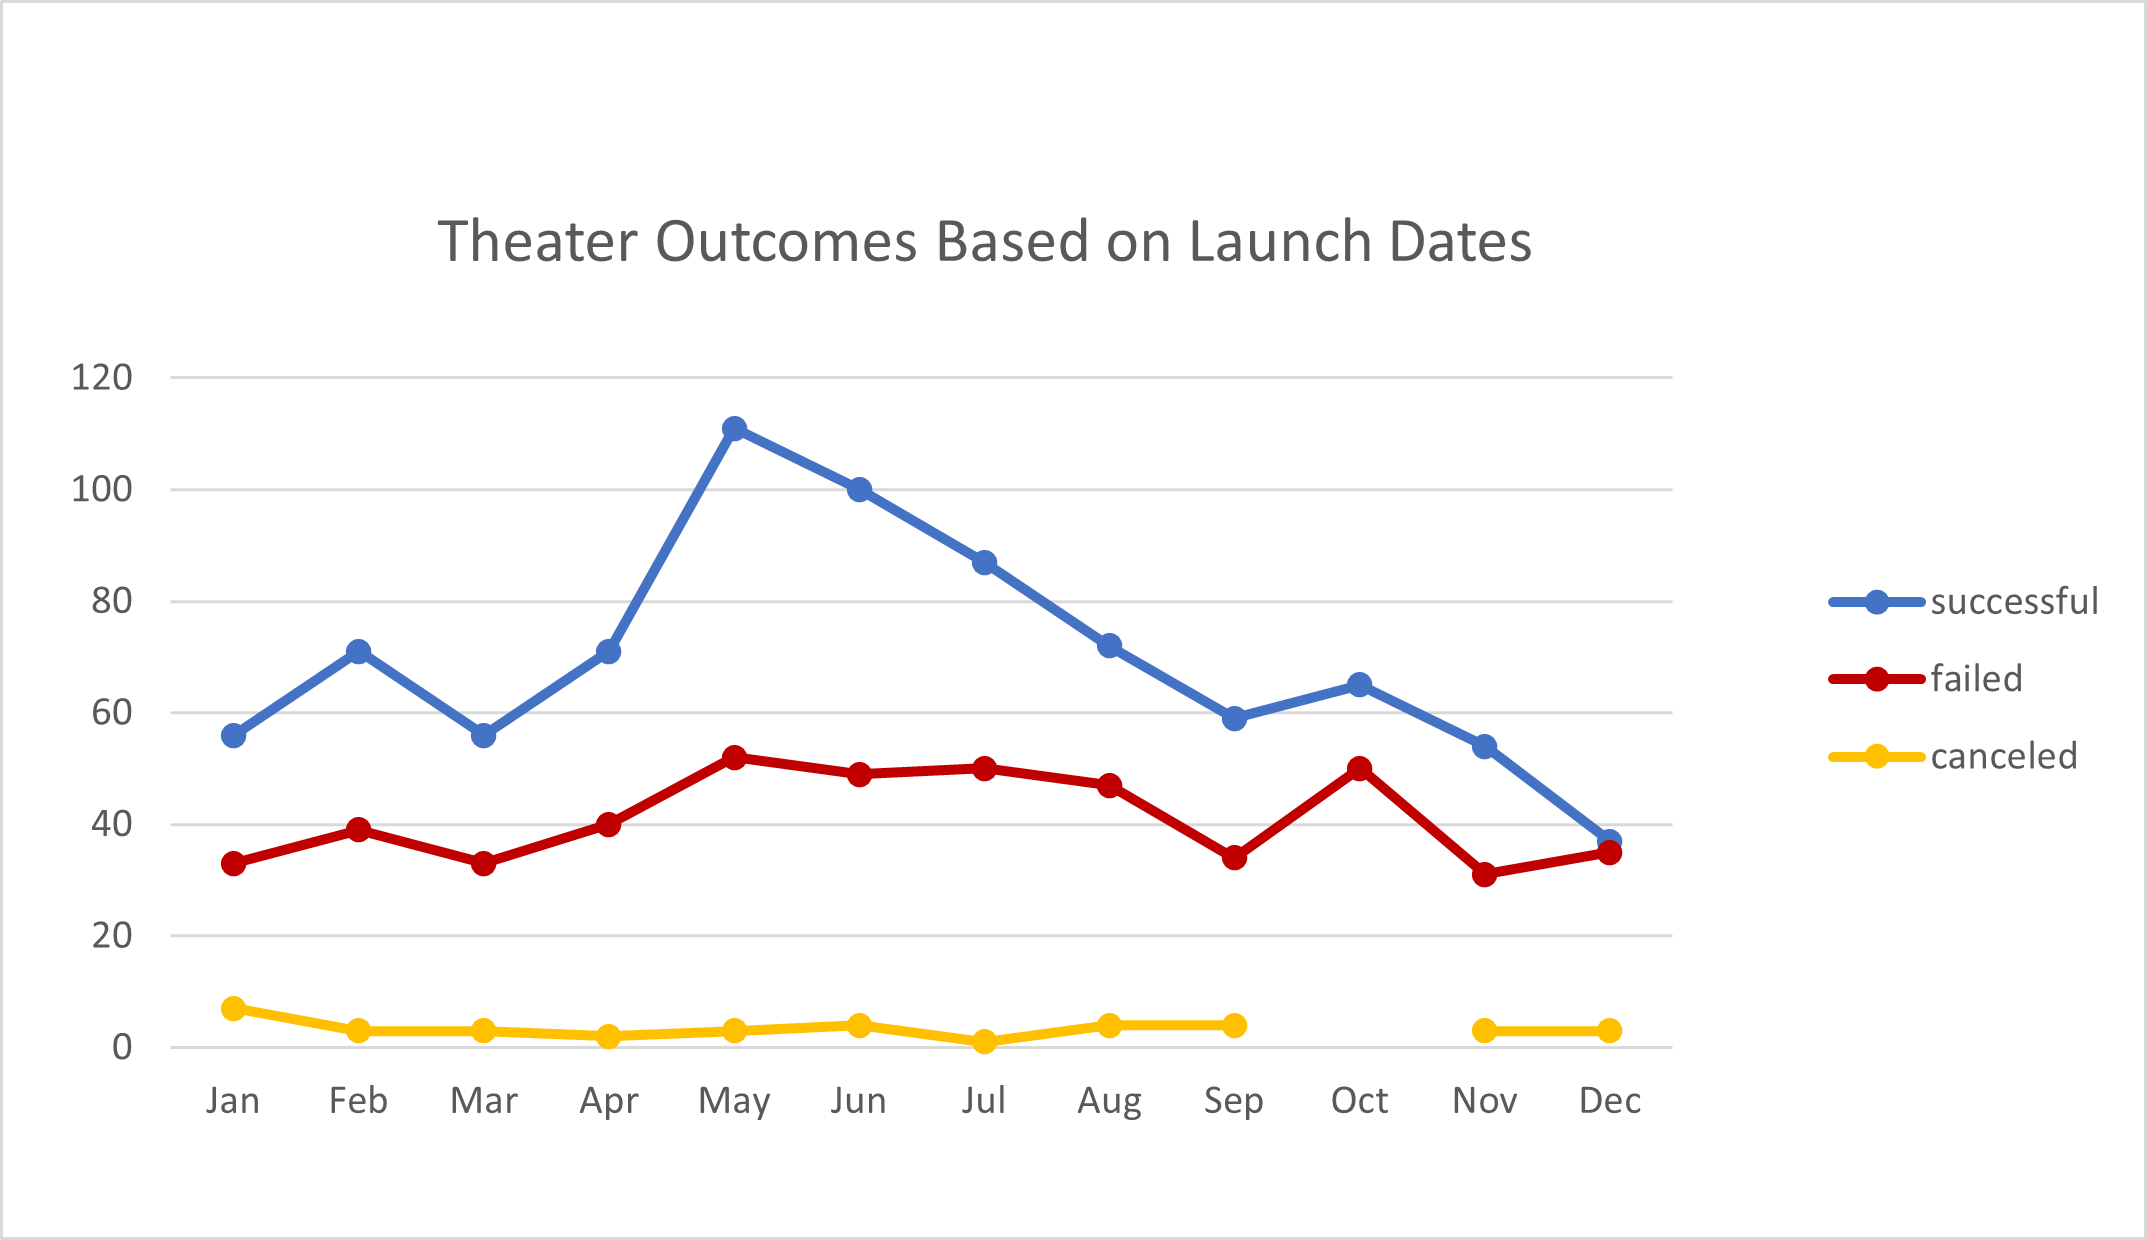 Theater Outcomes Based on Launch Dates
120
100
80
60
40
20
0
Jan Feb Mar Apr May Jun Jul Aug Sep Oct Nov Dec
successful
failed
canceled